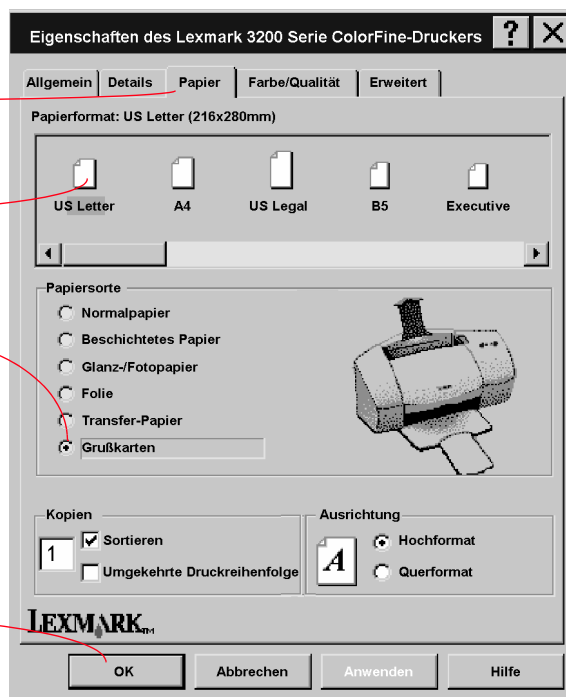 Eigenschaften des Lexmark 3200 Serie ColorFine-Druckers
Allgemein Details Papier Farbe/Qualität Erweitert
Papierformat: US Letter (216x280mm)
US Letter A4 US Legal B5 Executive
Papiersorte
Normalpapier
Beschichtetes Papier
Glanz-/Fotopapier
Folie
Transfer-Papier
Grußkarten
Kopien
1
Sortieren
Umgekehrte Druckreihenfolge
Ausrichtung
A
Hochformat
Querformat
LEXMARK™
OK Abbrechen Anwenden Hilfe